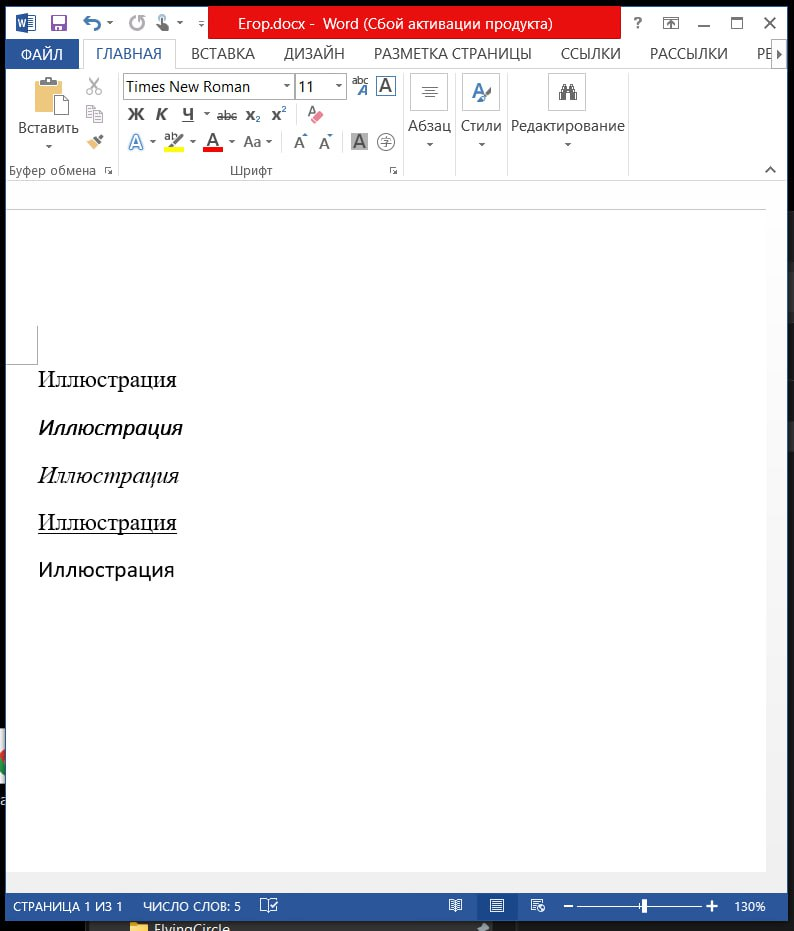 Егор.docx - Word (Сбой активации продукта)
ФАЙЛ ГЛАВНАЯ ВСТАВКА ДИЗАЙН РАЗМЕТКА СТРАНИЦЫ ССЫЛКИ РАССЫЛКИ РЕ
Times New Roman 11
Вставить
Ж К Ч abc x₂ x²
Aa
Абзац Стили Редактирование
Буфер обмена Шрифт
Иллюстрация
Иллюстрация
Иллюстрация
Иллюстрация
Иллюстрация
СТРАНИЦА 1 ИЗ 1 ЧИСЛО СЛОВ: 5 130%
FlyingCircle